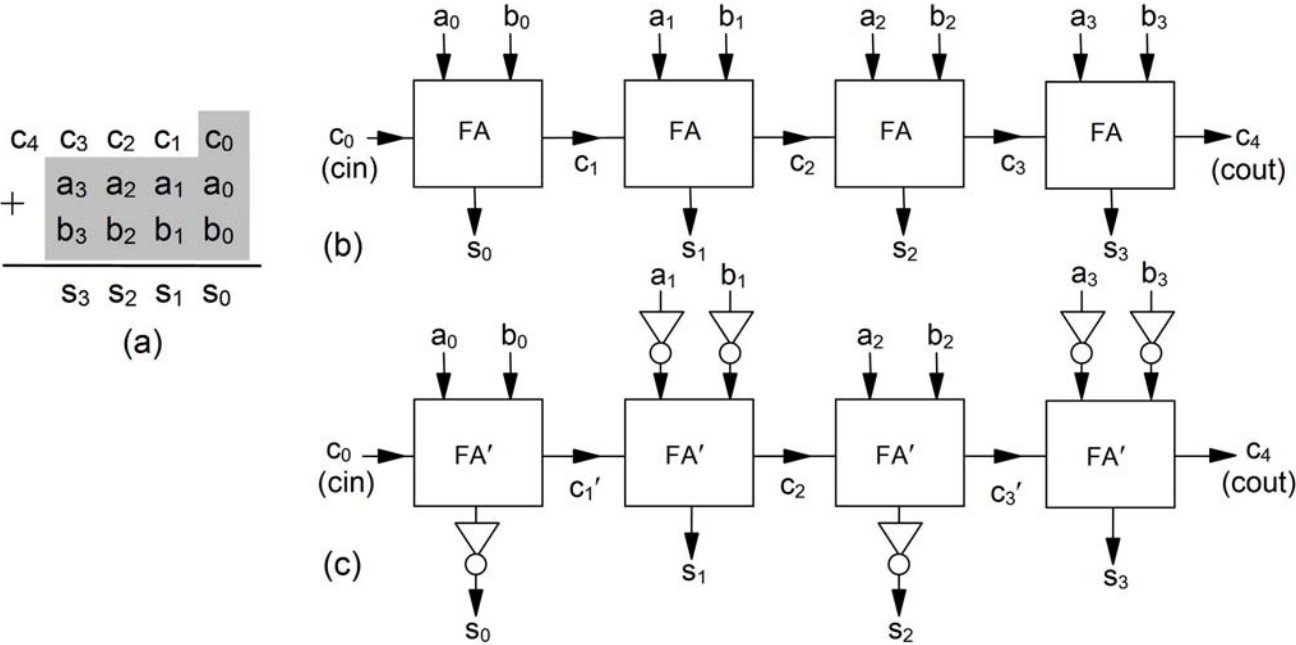 c₄ c₃ c₂ c₁ c₀
+ a₃ a₂ a₁ a₀
b₃ b₂ b₁ b₀
s₃ s₂ s₁ s₀
(a)
a₀ b₀ a₁ b₁ a₂ b₂ a₃ b₃
c₀ FA FA FA FA c₄
(cin) c₁ c₂ c₃ (cout)
(b) s₀ s₁ s₂ s₃
a₁ b₁ a₃ b₃
a₀ b₀ a₂ b₂
c₀ FA′ FA′ FA′ FA′ c₄
(cin) c₁′ c₂ c₃′ (cout)
(c) s₁ s₃
s₀ s₂